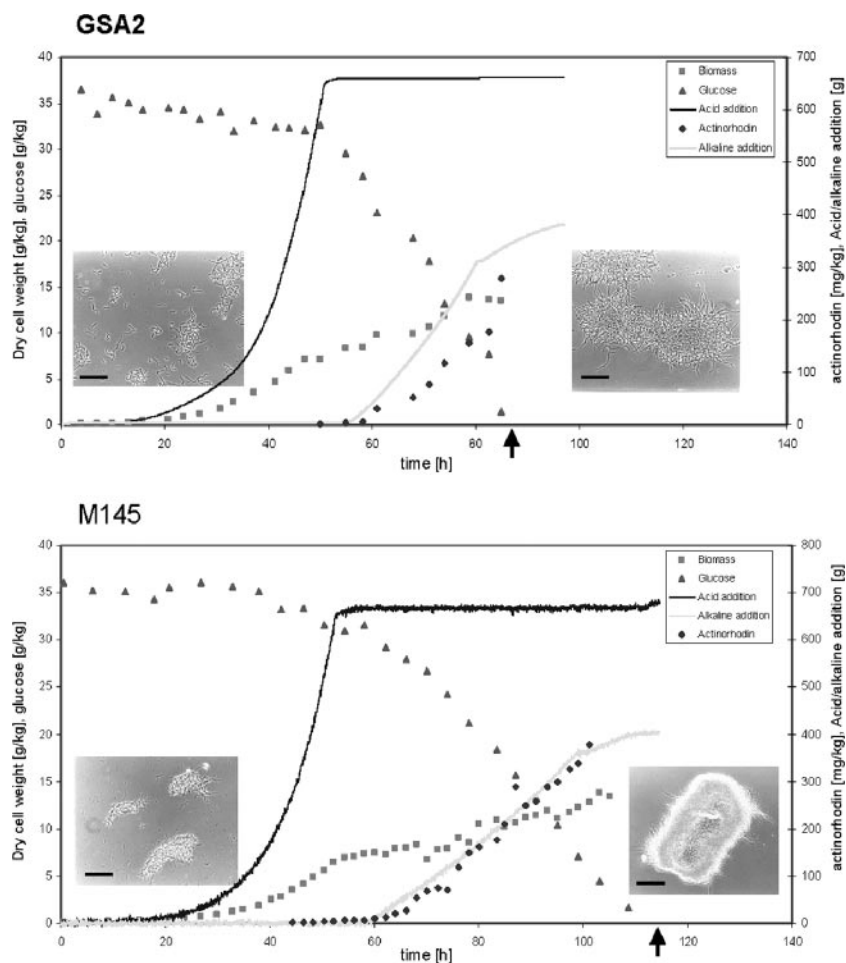 GSA2
40
35
30
25
20
15
10
5
0
Dry cell weight [g/kg], glucose [g/kg]
Biomass
Glucose
Acid addition
Actinorhodin
Alkaline addition
700
600
500
400
300
200
100
0
actinorhodin [mg/kg], Acid/alkaline addition [g]
0 20 40 60 80 100 120 140
time [h]
M145
40
35
30
25
20
15
10
5
0
Dry cell weight [g/kg], glucose [g/kg]
Biomass
Glucose
Acid addition
Alkaline addition
Actinorhodin
800
700
600
500
400
300
200
100
0
actinorhodin [mg/kg], Acid/alkaline addition [g]
0 20 40 60 80 100 120 140
time [h]